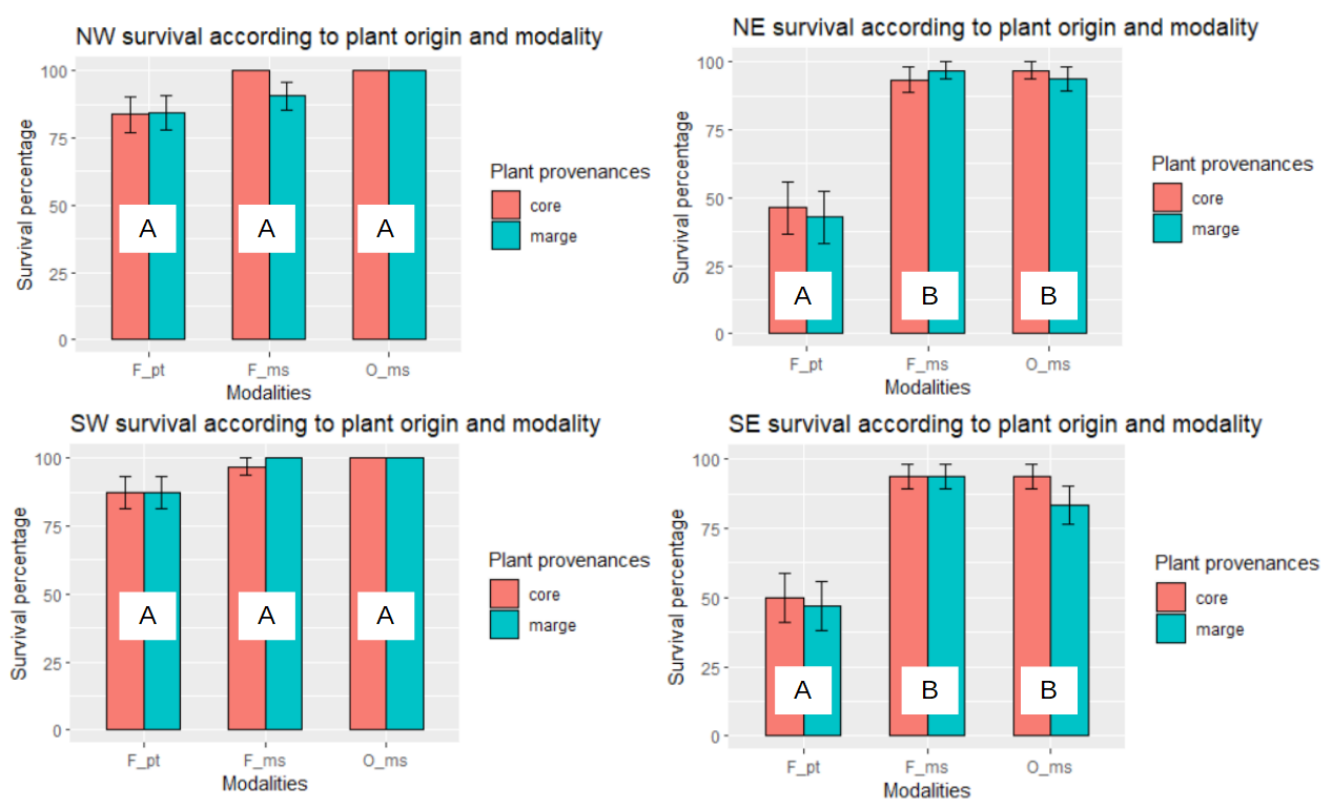 NW survival according to plant origin and modality
100
75
50
25
0
Survival percentage
A
A
A
F_pt
F_ms
O_ms
Modalities
Plant provenances
core
marge
NE survival according to plant origin and modality
100
75
50
25
0
Survival percentage
A
B
B
F_pt
F_ms
O_ms
Modalities
Plant provenances
core
marge
SW survival according to plant origin and modality
100
75
50
25
0
Survival percentage
A
A
A
F_pt
F_ms
O_ms
Modalities
Plant provenances
core
marge
SE survival according to plant origin and modality
100
75
50
25
0
Survival percentage
A
B
B
F_pt
F_ms
O_ms
Modalities
Plant provenances
core
marge